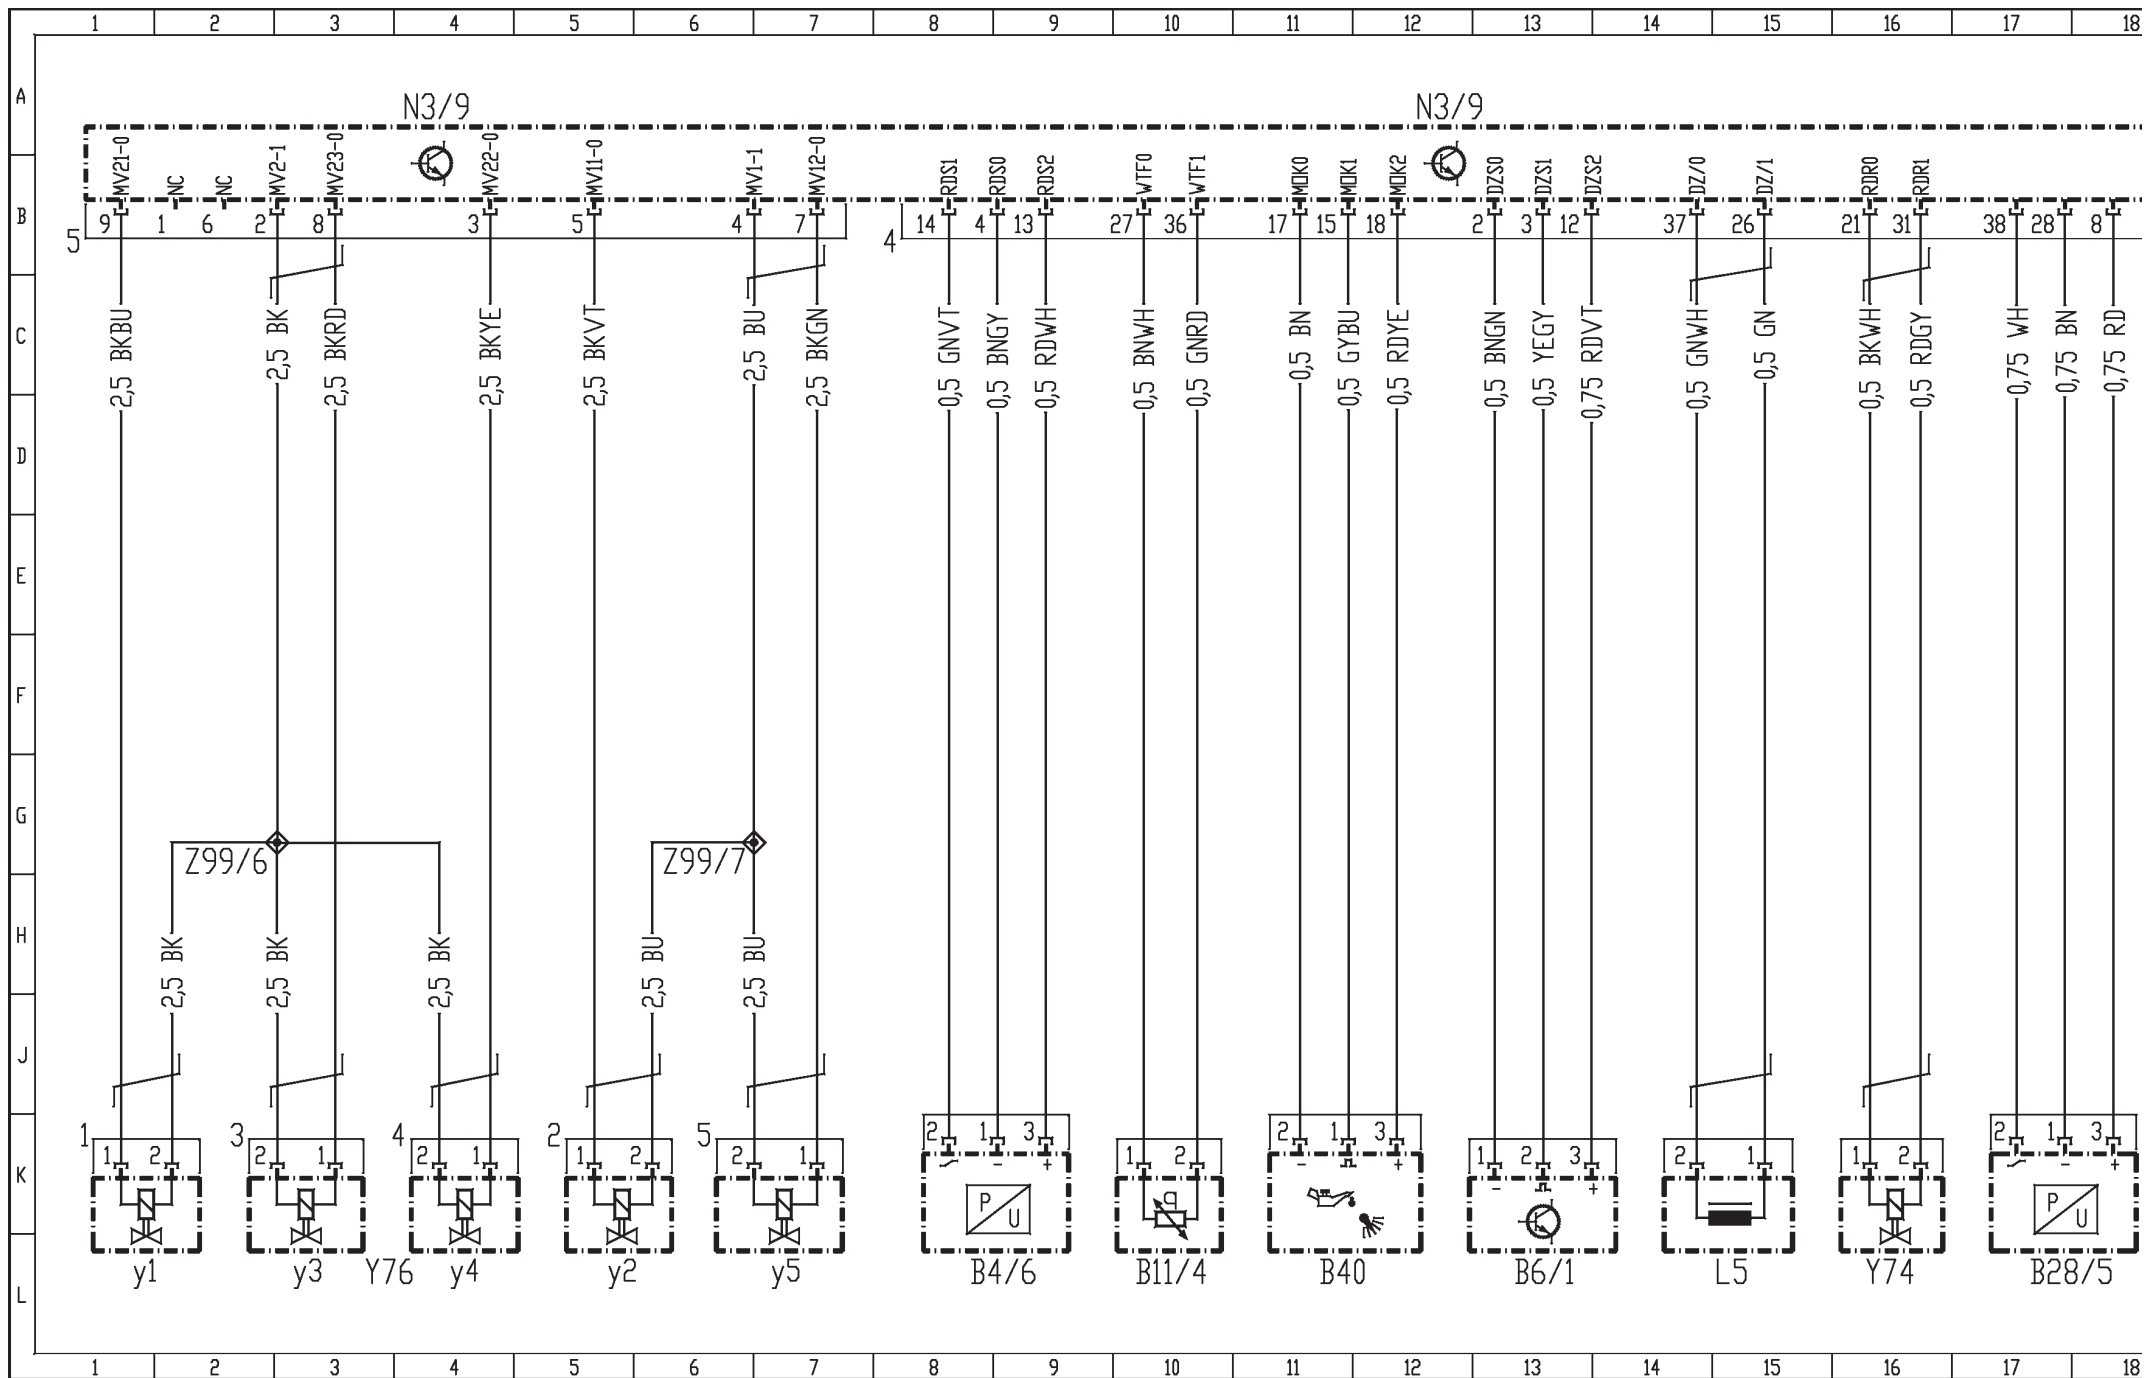 1 2 3 4 5 6 7 8 9 10 11 12 13 14 15 16 17 18
A
N3/9 N3/9
MV21-0 NC NC MV2-1 MV23-0 MV22-0 MV11-0 MV1-1 MV12-0 RDS1 RDS0 RDS2 WTF0 WTF1 MOK0 MOK1 MOK2 DZS0 DZS1 DZS2 DZ/0 DZ/1 RDR0 RDR1
B
9 1 6 2 8 3 5 4 7 14 4 13 27 36 17 15 18 2 3 12 37 26 21 31 38 28 8
5 4
C
2,5 BKBU
2,5 BK
2,5 BKRD
2,5 BKYE
2,5 BKVT
2,5 BU
2,5 BKGN
0,5 GNVT
0,5 BNGY
0,5 RDWH
0,5 BNWH
0,5 GNRD
0,5 BN
0,5 GYBU
0,5 RDYE
0,5 BNGN
0,5 YEGY
0,75 RDVT
0,5 GNWH
0,5 GN
0,5 BKWH
0,5 RDGY
0,75 WH
0,75 BN
0,75 RD
D
E
F
G
Z99/6 Z99/7
H
2,5 BK
2,5 BK
2,5 BK
2,5 BU
2,5 BU
J
1 3 4 2 5
1 2 2 1 2 1 1 2 2 1 2 1 3 1 2 2 1 3 1 2 3 2 1 1 2 2 1 3
K
- + - + - + - +
P U q P U
y1 y3 Y76 y4 y2 y5 B4/6 B11/4 B40 B6/1 L5 Y74 B28/5
L
1 2 3 4 5 6 7 8 9 10 11 12 13 14 15 16 17 18